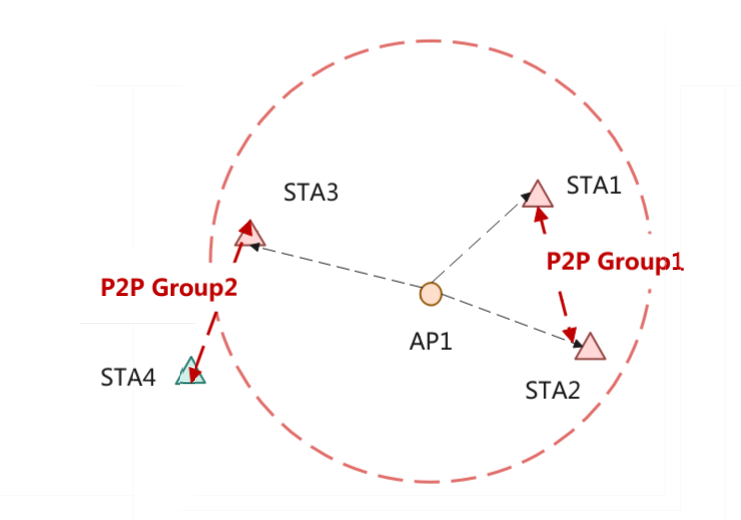 STA3
STA1
P2P Group1
P2P Group2
AP1
STA4
STA2